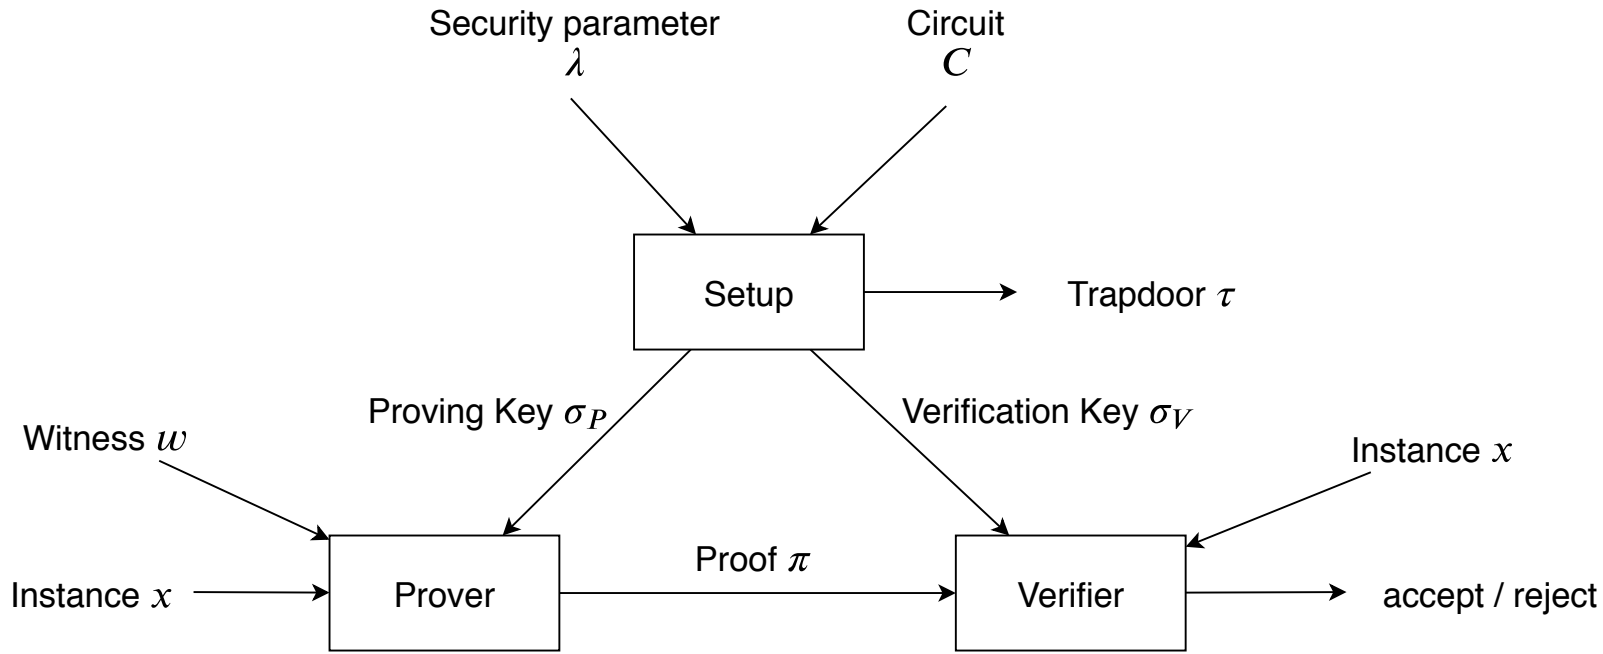 Security parameter
λ
Circuit
C
Setup
Trapdoor τ
Proving Key σ_P
Verification Key σ_V
Witness w
Instance x
Instance x
Prover
Proof π
Verifier
accept / reject